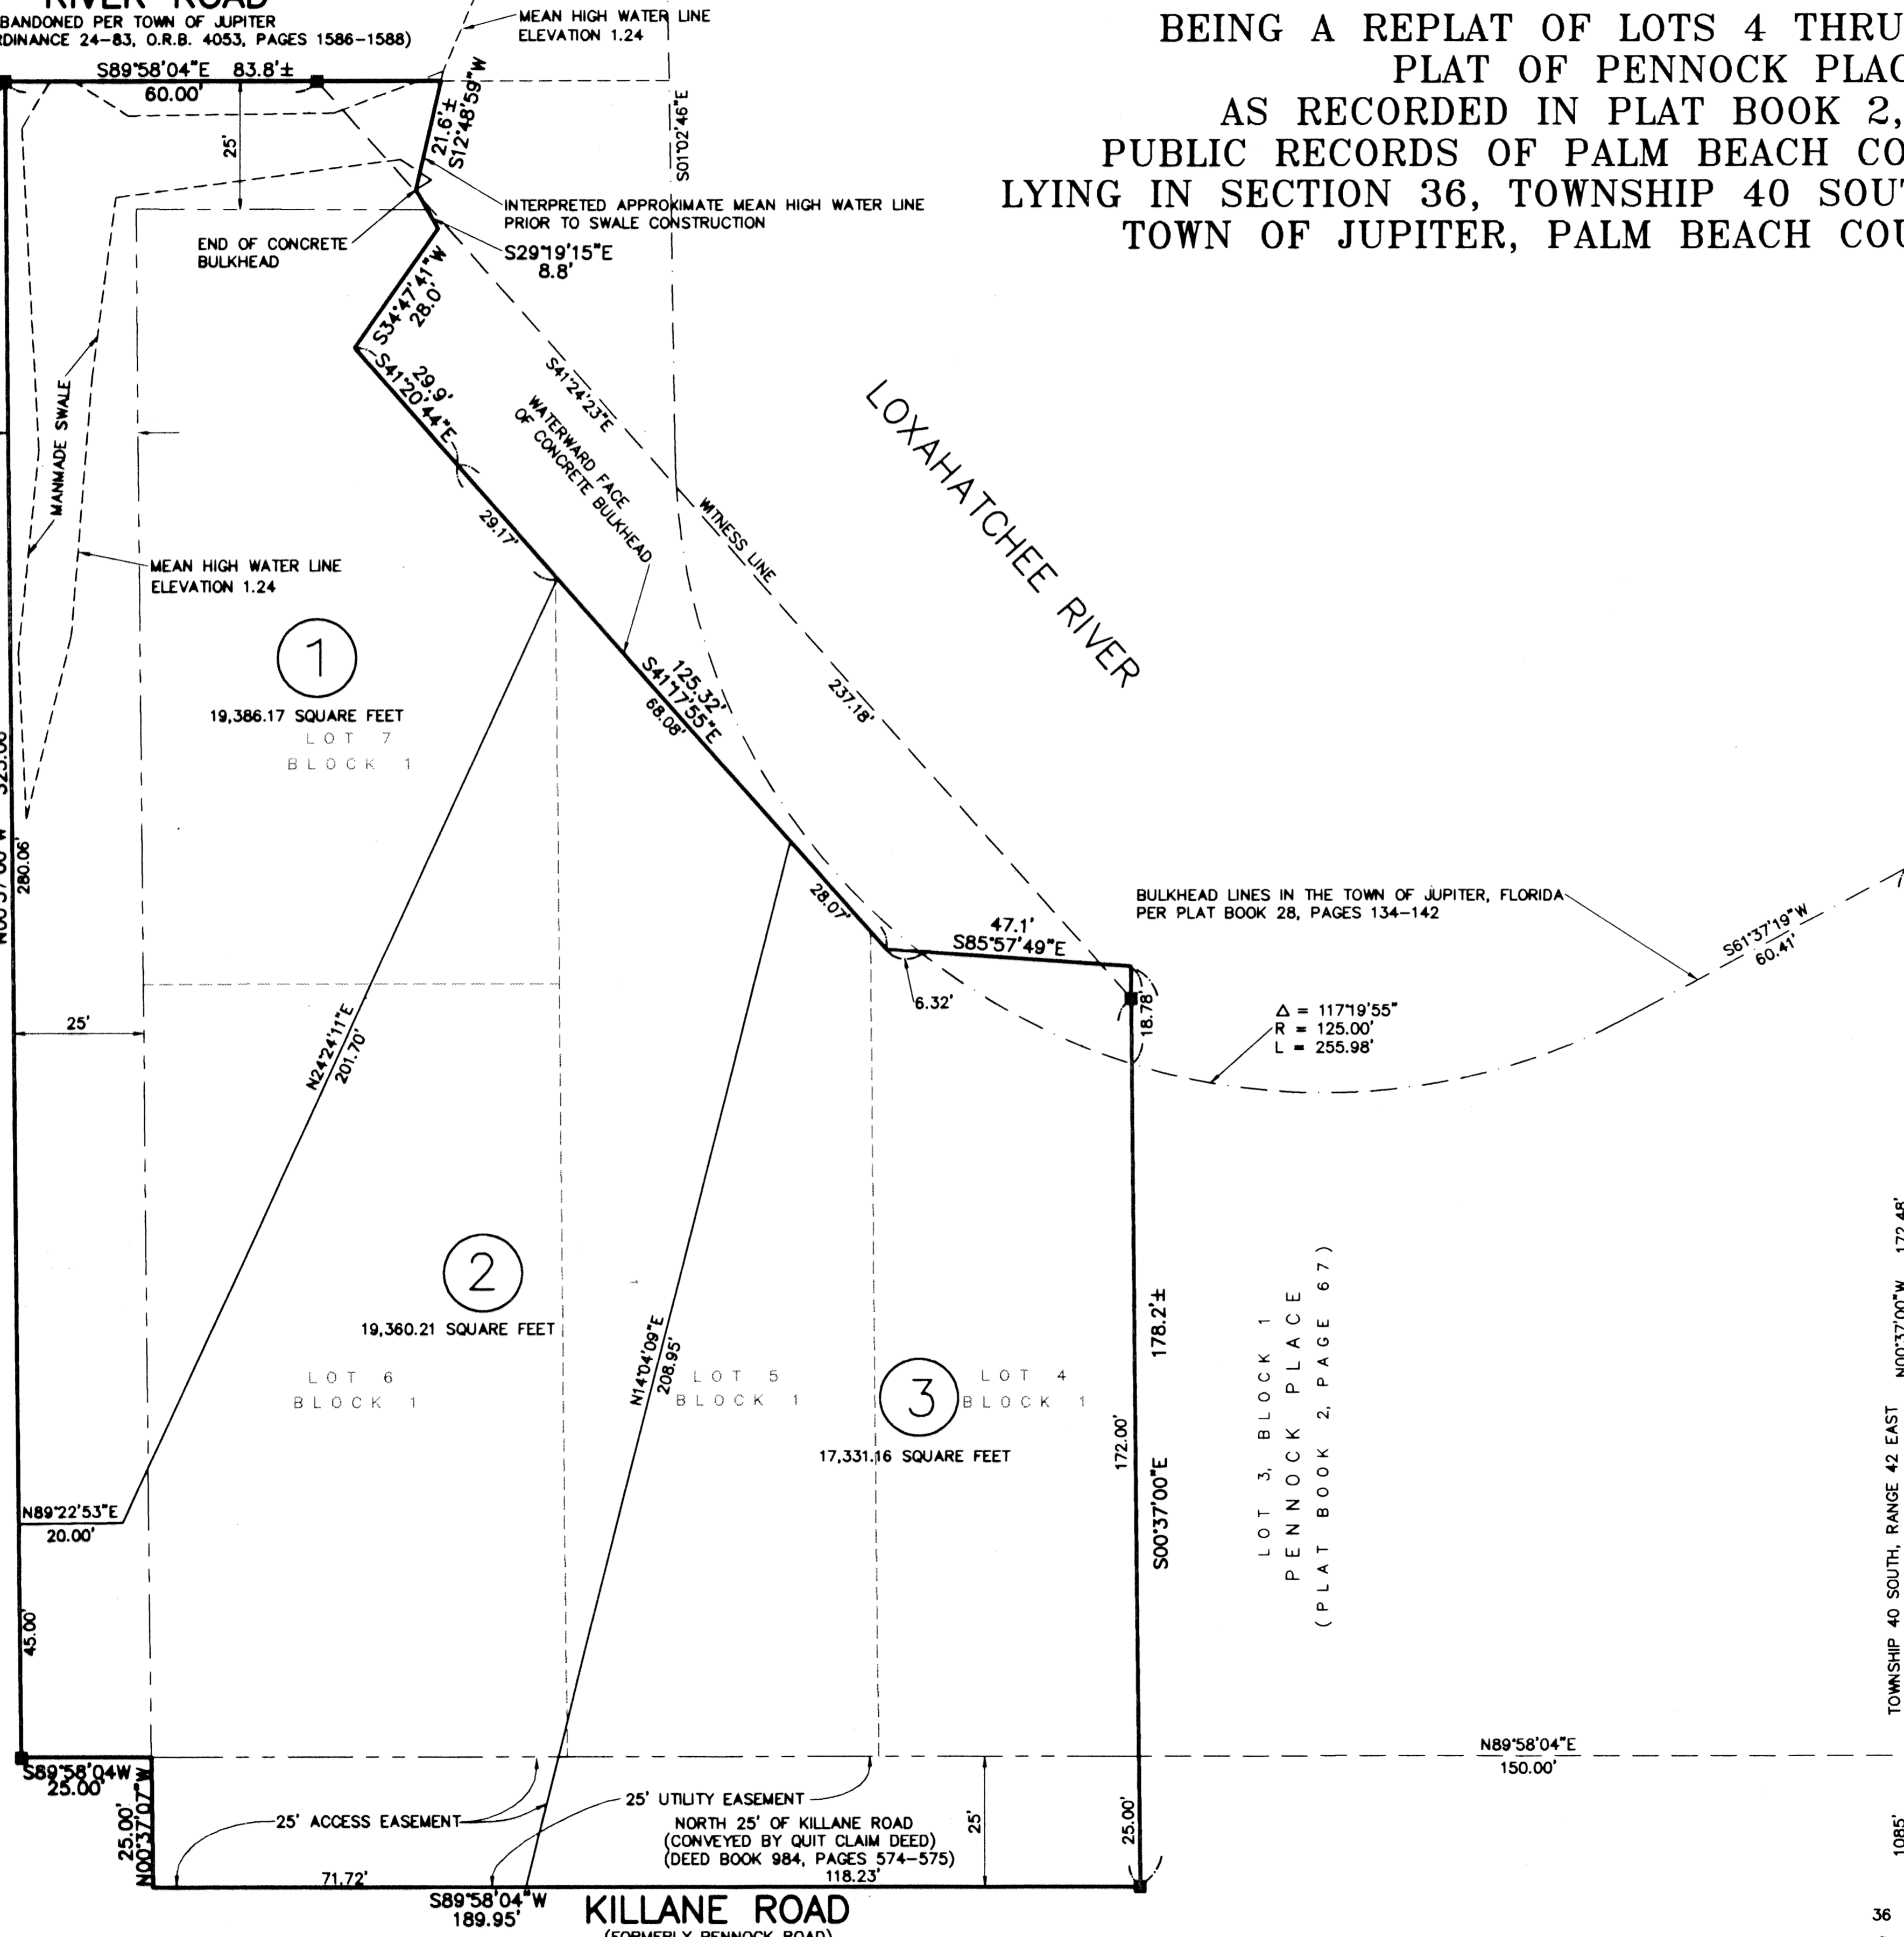 RIVER ROAD
BANDONED PER TOWN OF JUPITER
RDINANCE 24-83, O.R.B. 4053, PAGES 1586-1588)
MEAN HIGH WATER LINE
ELEVATION 1.24
BEING A REPLAT OF LOTS 4 THRU
PLAT OF PENNOCK PLAC
AS RECORDED IN PLAT BOOK 2,
PUBLIC RECORDS OF PALM BEACH CO
LYING IN SECTION 36, TOWNSHIP 40 SOUT
TOWN OF JUPITER, PALM BEACH COU
S89°58'04"E 83.8'±
60.00'
25'
21.6'±
S12°48'59"W
S01°02'46"E
INTERPRETED APPROXIMATE MEAN HIGH WATER LINE
PRIOR TO SWALE CONSTRUCTION
END OF CONCRETE
BULKHEAD
S29°19'15"E
8.8'
S34°47'41"W
28.0'
29.9'
S41°20'44"E
S41°24'23"E
WATERWARD FACE
OF CONCRETE BULKHEAD
LOXAHATCHEE RIVER
MANMADE SWALE
29.17'
WITNESS LINE
MEAN HIGH WATER LINE
ELEVATION 1.24
1
19,386.17 SQUARE FEET
LOT 7
BLOCK 1
125.32'
S41°17'55"E
68.08'
237.18'
280.06'
28.07'
47.1'
S85°57'49"E
6.32'
18.78'
BULKHEAD LINES IN THE TOWN OF JUPITER, FLORIDA
PER PLAT BOOK 28, PAGES 134-142
S61°37'19"W
60.41'
Δ = 117°19'55"
R = 125.00'
L = 255.98'
25'
N24°24'11"E
201.70'
2
19,360.21 SQUARE FEET
LOT 6
BLOCK 1
N14°04'09"E
208.95'
LOT 5
BLOCK 1
3
LOT 4
BLOCK 1
17,331.16 SQUARE FEET
172.00'
178.2'±
S00°37'00"E
LOT 3, BLOCK 1
PENNOCK PLACE
(PLAT BOOK 2, PAGE 67)
N00°37'00"W 172.48'
TOWNSHIP 40 SOUTH, RANGE 42 EAST
N89°22'53"E
20.00'
45.00'
S89°58'04W
25.00'
25.00'
N00°37'07"W
25' ACCESS EASEMENT
25' UTILITY EASEMENT
NORTH 25' OF KILLANE ROAD
(CONVEYED BY QUIT CLAIM DEED)
(DEED BOOK 984, PAGES 574-575)
25'
25.00'
N89°58'04"E
150.00'
1085'
71.72'
118.23'
S89°58'04"W
189.95'
KILLANE ROAD
(FORMERLY PENNOCK ROAD)
36